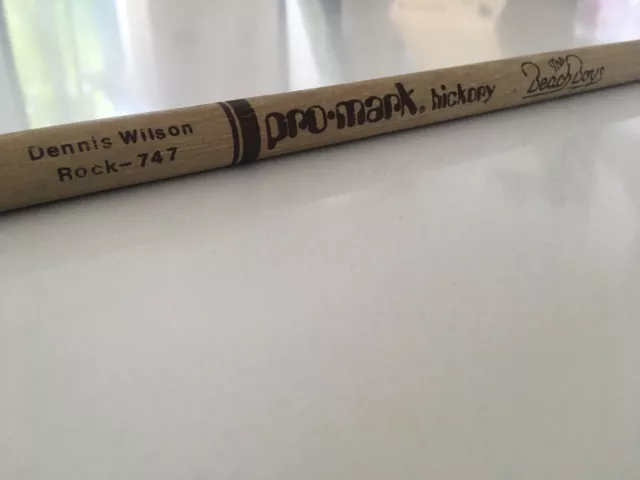 Dennis Wilson
Rock-747
pro·mark. hickory
The Beach Boys